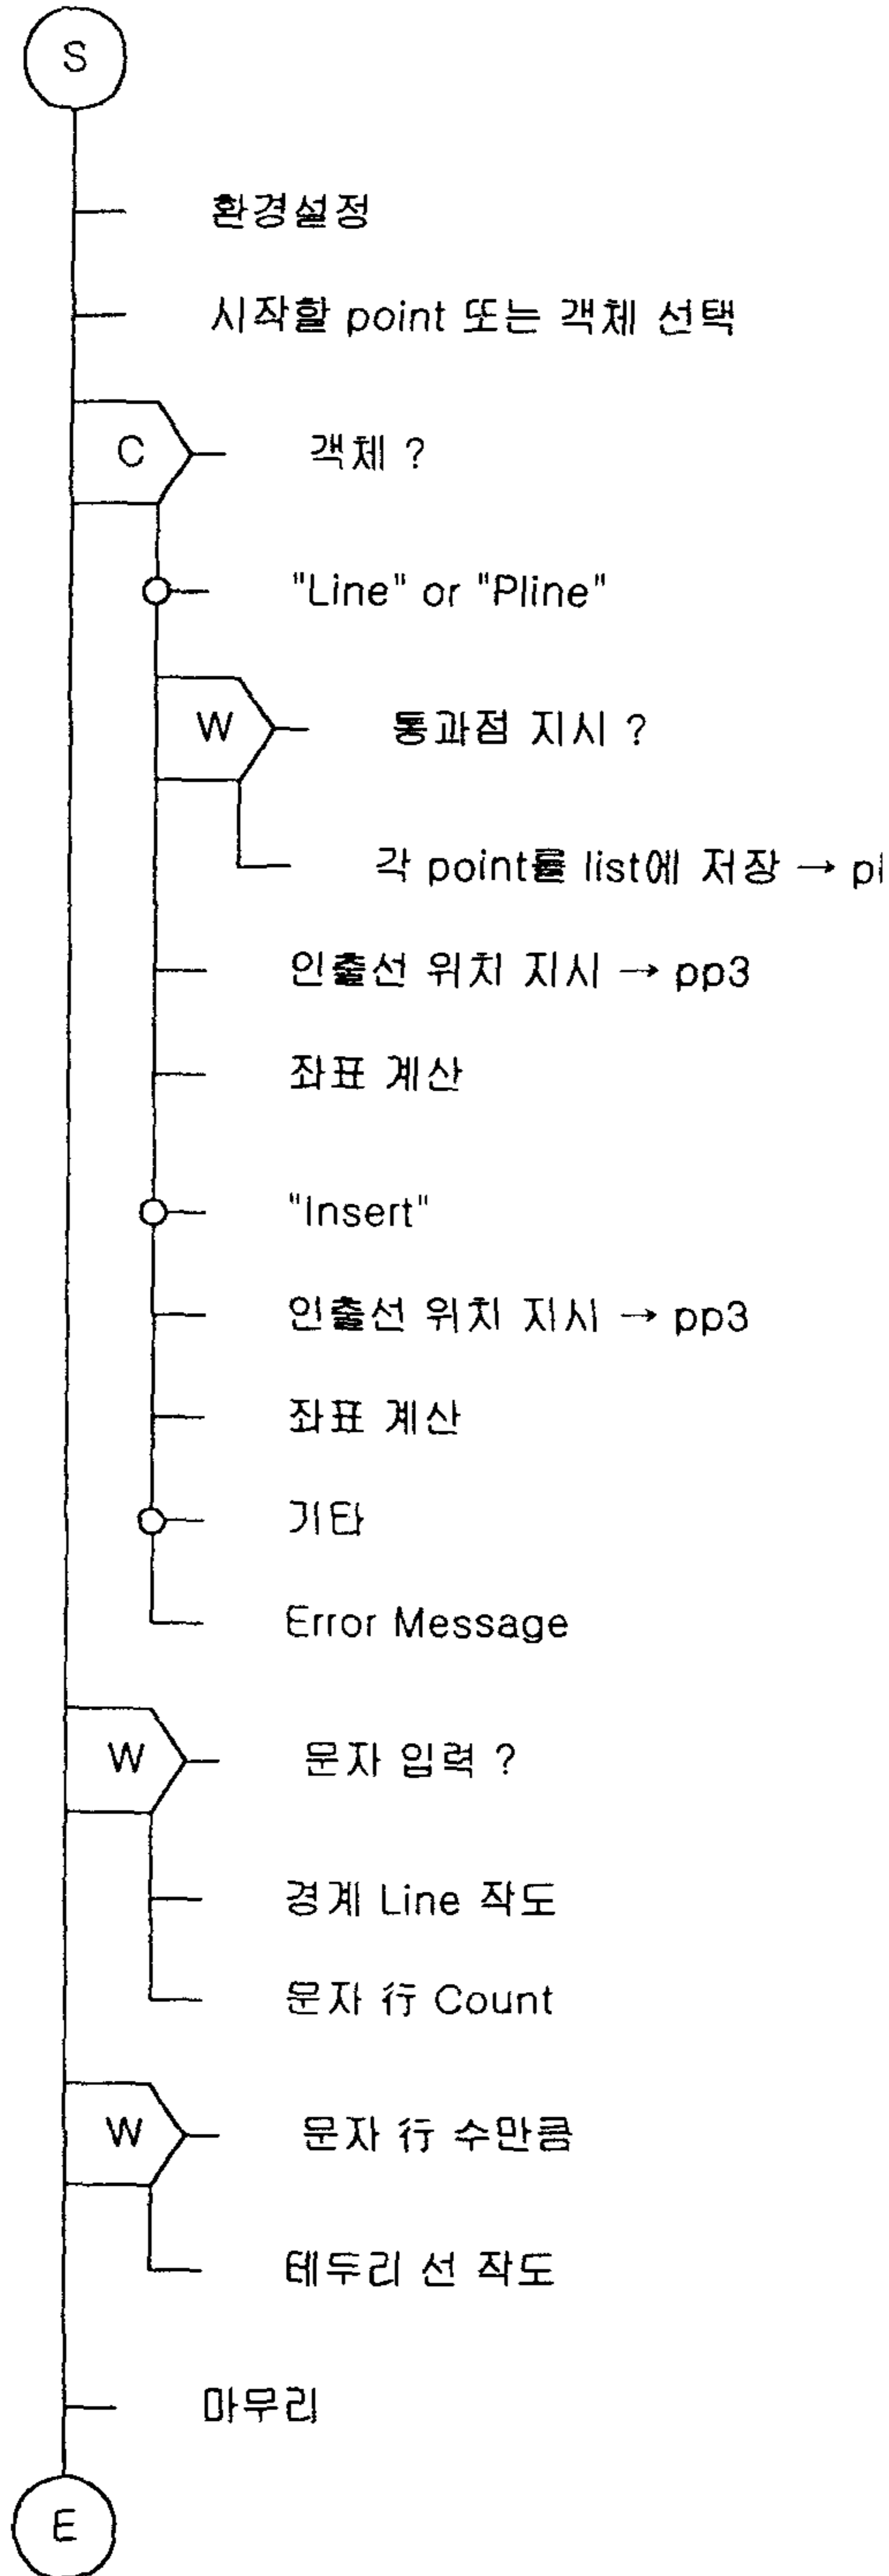 S
환경설정
시작할 point 또는 객체 선택
C 객체 ?
"Line" or "Pline"
W 통과점 지시 ?
각 point를 list에 저장 → pl
인출선 위치 지시 → pp3
좌표 계산
"Insert"
인출선 위치 지시 → pp3
좌표 계산
기타
Error Message
W 문자 입력 ?
경계 Line 작도
문자 行 Count
W 문자 行 수만큼
테두리 선 작도
마무리
E